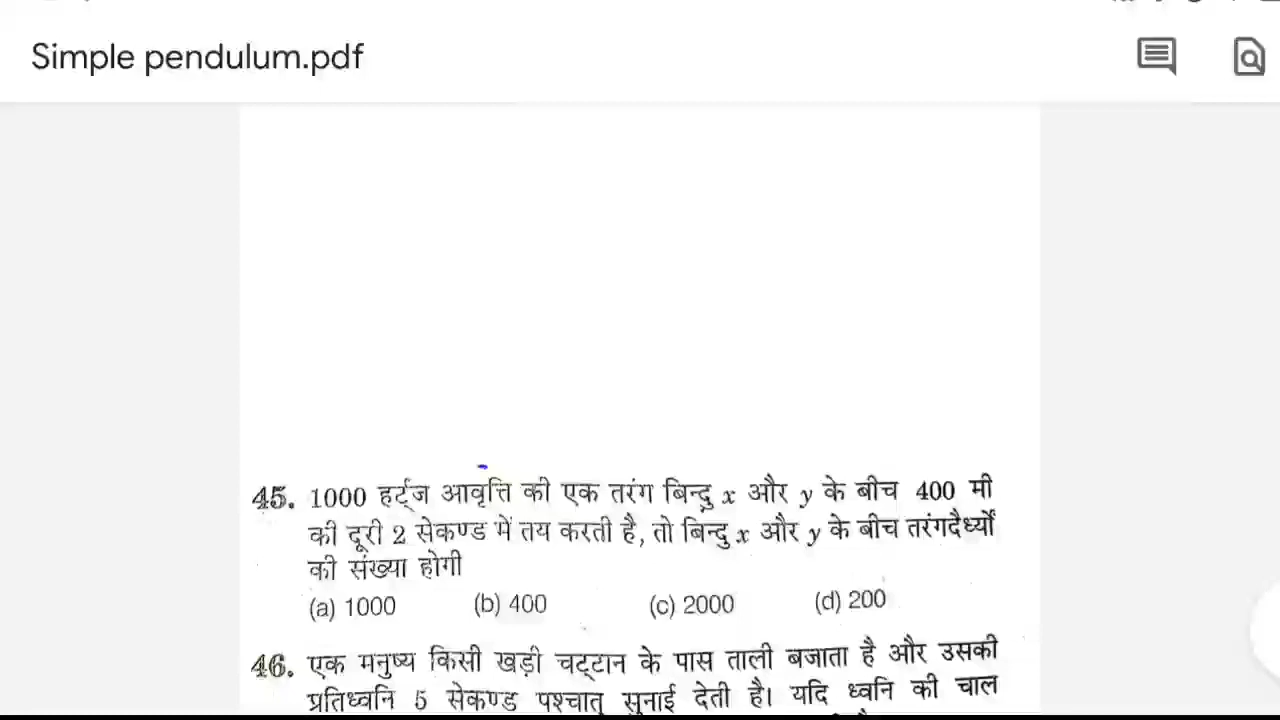 Simple pendulum.pdf
45. 1000 हर्ट्ज आवृत्ति की एक तरंग बिन्दु x और y के बीच 400 मी
की दूरी 2 सेकण्ड में तय करती है, तो बिन्दु x और y के बीच तरंगदैर्ध्यों
की संख्या होगी
(a) 1000 (b) 400 (c) 2000 (d) 200
46. एक मनुष्य किसी खड़ी चट्टान के पास ताली बजाता है और उसकी
प्रतिध्वनि 5 सेकण्ड पश्चात् सुनाई देती है। यदि ध्वनि की चाल